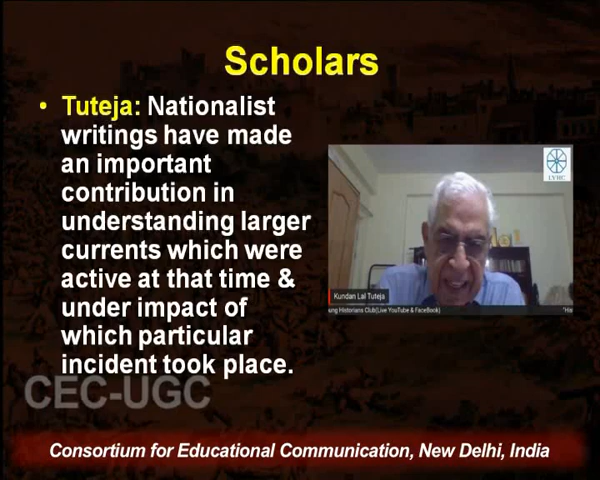 Scholars
• Tuteja: Nationalist
writings have made
an important
contribution in
understanding larger
currents which were
active at that time &
under impact of
which particular
incident took place.
LYHC
Kundan Lal Tuteja
ung Historians Club(Live YouTube & FaceBook)
CEC-UGC
Consortium for Educational Communication, New Delhi, India